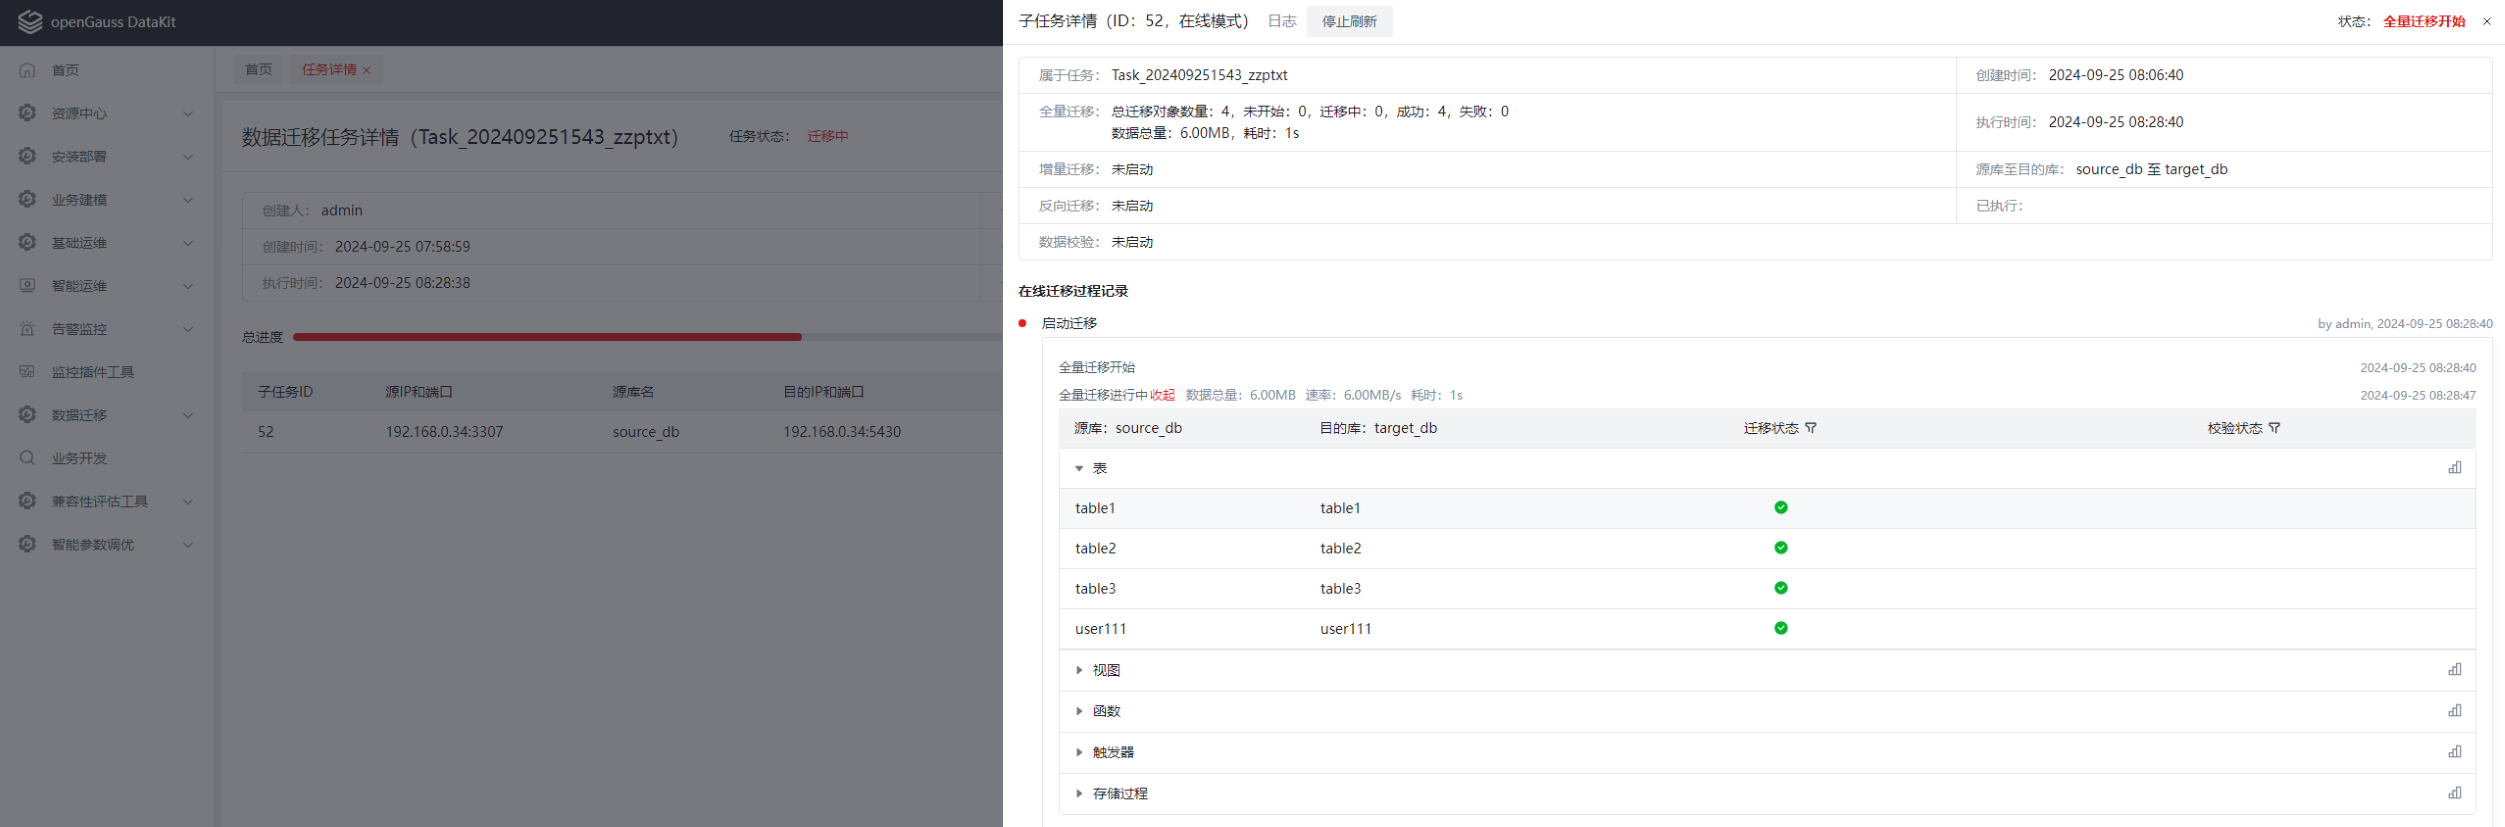 openGauss DataKit
首页
资源中心
安装部署
业务建模
基础运维
智能运维
告警监控
监控插件工具
数据迁移
业务开发
兼容性评估工具
智能参数调优
首页 任务详情 ×
数据迁移任务详情（Task_202409251543_zzptxt） 任务状态： 迁移中
创建人： admin
创建时间： 2024-09-25 07:58:59
执行时间： 2024-09-25 08:28:38
总进度
子任务ID 源IP和端口 源库名 目的IP和端口
52 192.168.0.34:3307 source_db 192.168.0.34:5430
子任务详情（ID：52，在线模式） 日志 停止刷新 状态： 全量迁移开始 ×
属于任务： Task_202409251543_zzptxt 创建时间： 2024-09-25 08:06:40
全量迁移： 总迁移对象数量：4，未开始：0，迁移中：0，成功：4，失败：0
数据总量：6.00MB，耗时：1s
执行时间： 2024-09-25 08:28:40
增量迁移： 未启动 源库至目的库： source_db 至 target_db
反向迁移： 未启动 已执行：
数据校验： 未启动
在线迁移过程记录
启动迁移 by admin, 2024-09-25 08:28:40
全量迁移开始 2024-09-25 08:28:40
全量迁移进行中 收起 数据总量：6.00MB 速率：6.00MB/s 耗时：1s 2024-09-25 08:28:47
源库：source_db 目的库：target_db 迁移状态 校验状态
表
table1 table1
table2 table2
table3 table3
user111 user111
视图
函数
触发器
存储过程